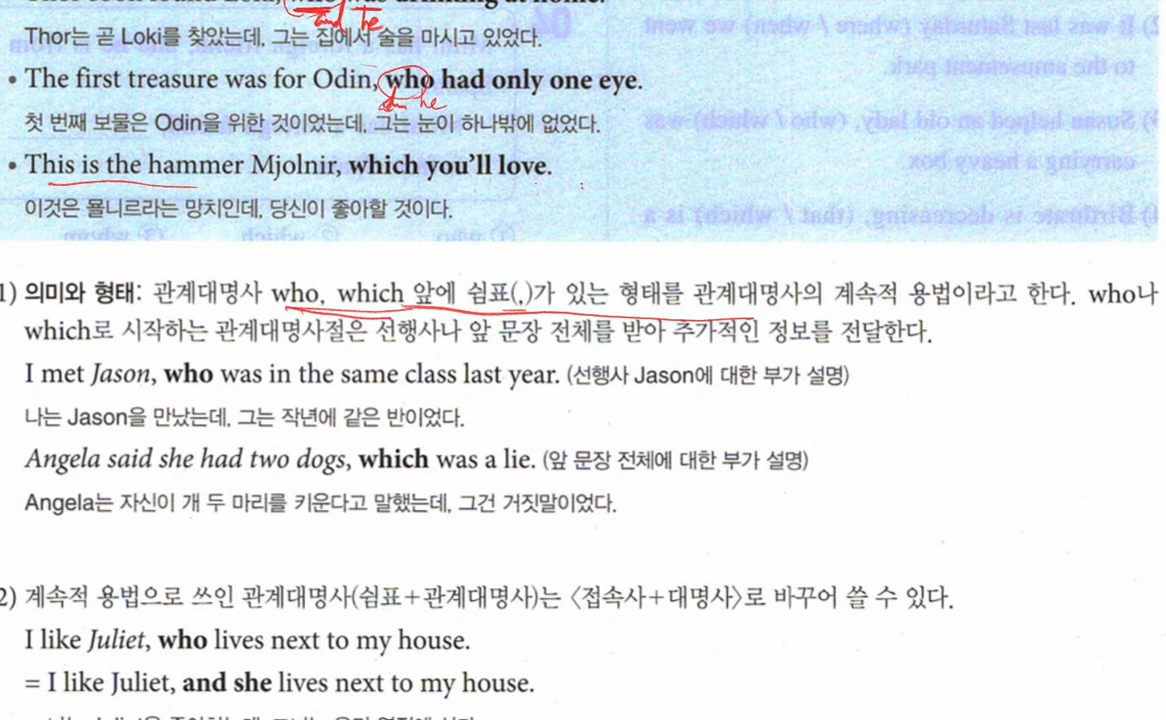 and he
Thor는 곧 Loki를 찾았는데, 그는 집에서 술을 마시고 있었다.
• The first treasure was for Odin, who had only one eye.
he
첫 번째 보물은 Odin을 위한 것이었는데, 그는 눈이 하나밖에 없었다.
• This is the hammer Mjolnir, which you'll love.
이것은 묠니르라는 망치인데, 당신이 좋아할 것이다.
1) 의미와 형태: 관계대명사 who, which 앞에 쉼표(,)가 있는 형태를 관계대명사의 계속적 용법이라고 한다. who나
which로 시작하는 관계대명사절은 선행사나 앞 문장 전체를 받아 추가적인 정보를 전달한다.
I met Jason, who was in the same class last year. (선행사 Jason에 대한 부가 설명)
나는 Jason을 만났는데, 그는 작년에 같은 반이었다.
Angela said she had two dogs, which was a lie. (앞 문장 전체에 대한 부가 설명)
Angela는 자신이 개 두 마리를 키운다고 말했는데, 그건 거짓말이었다.
2) 계속적 용법으로 쓰인 관계대명사(쉼표+관계대명사)는 〈접속사+대명사〉로 바꾸어 쓸 수 있다.
I like Juliet, who lives next to my house.
= I like Juliet, and she lives next to my house.